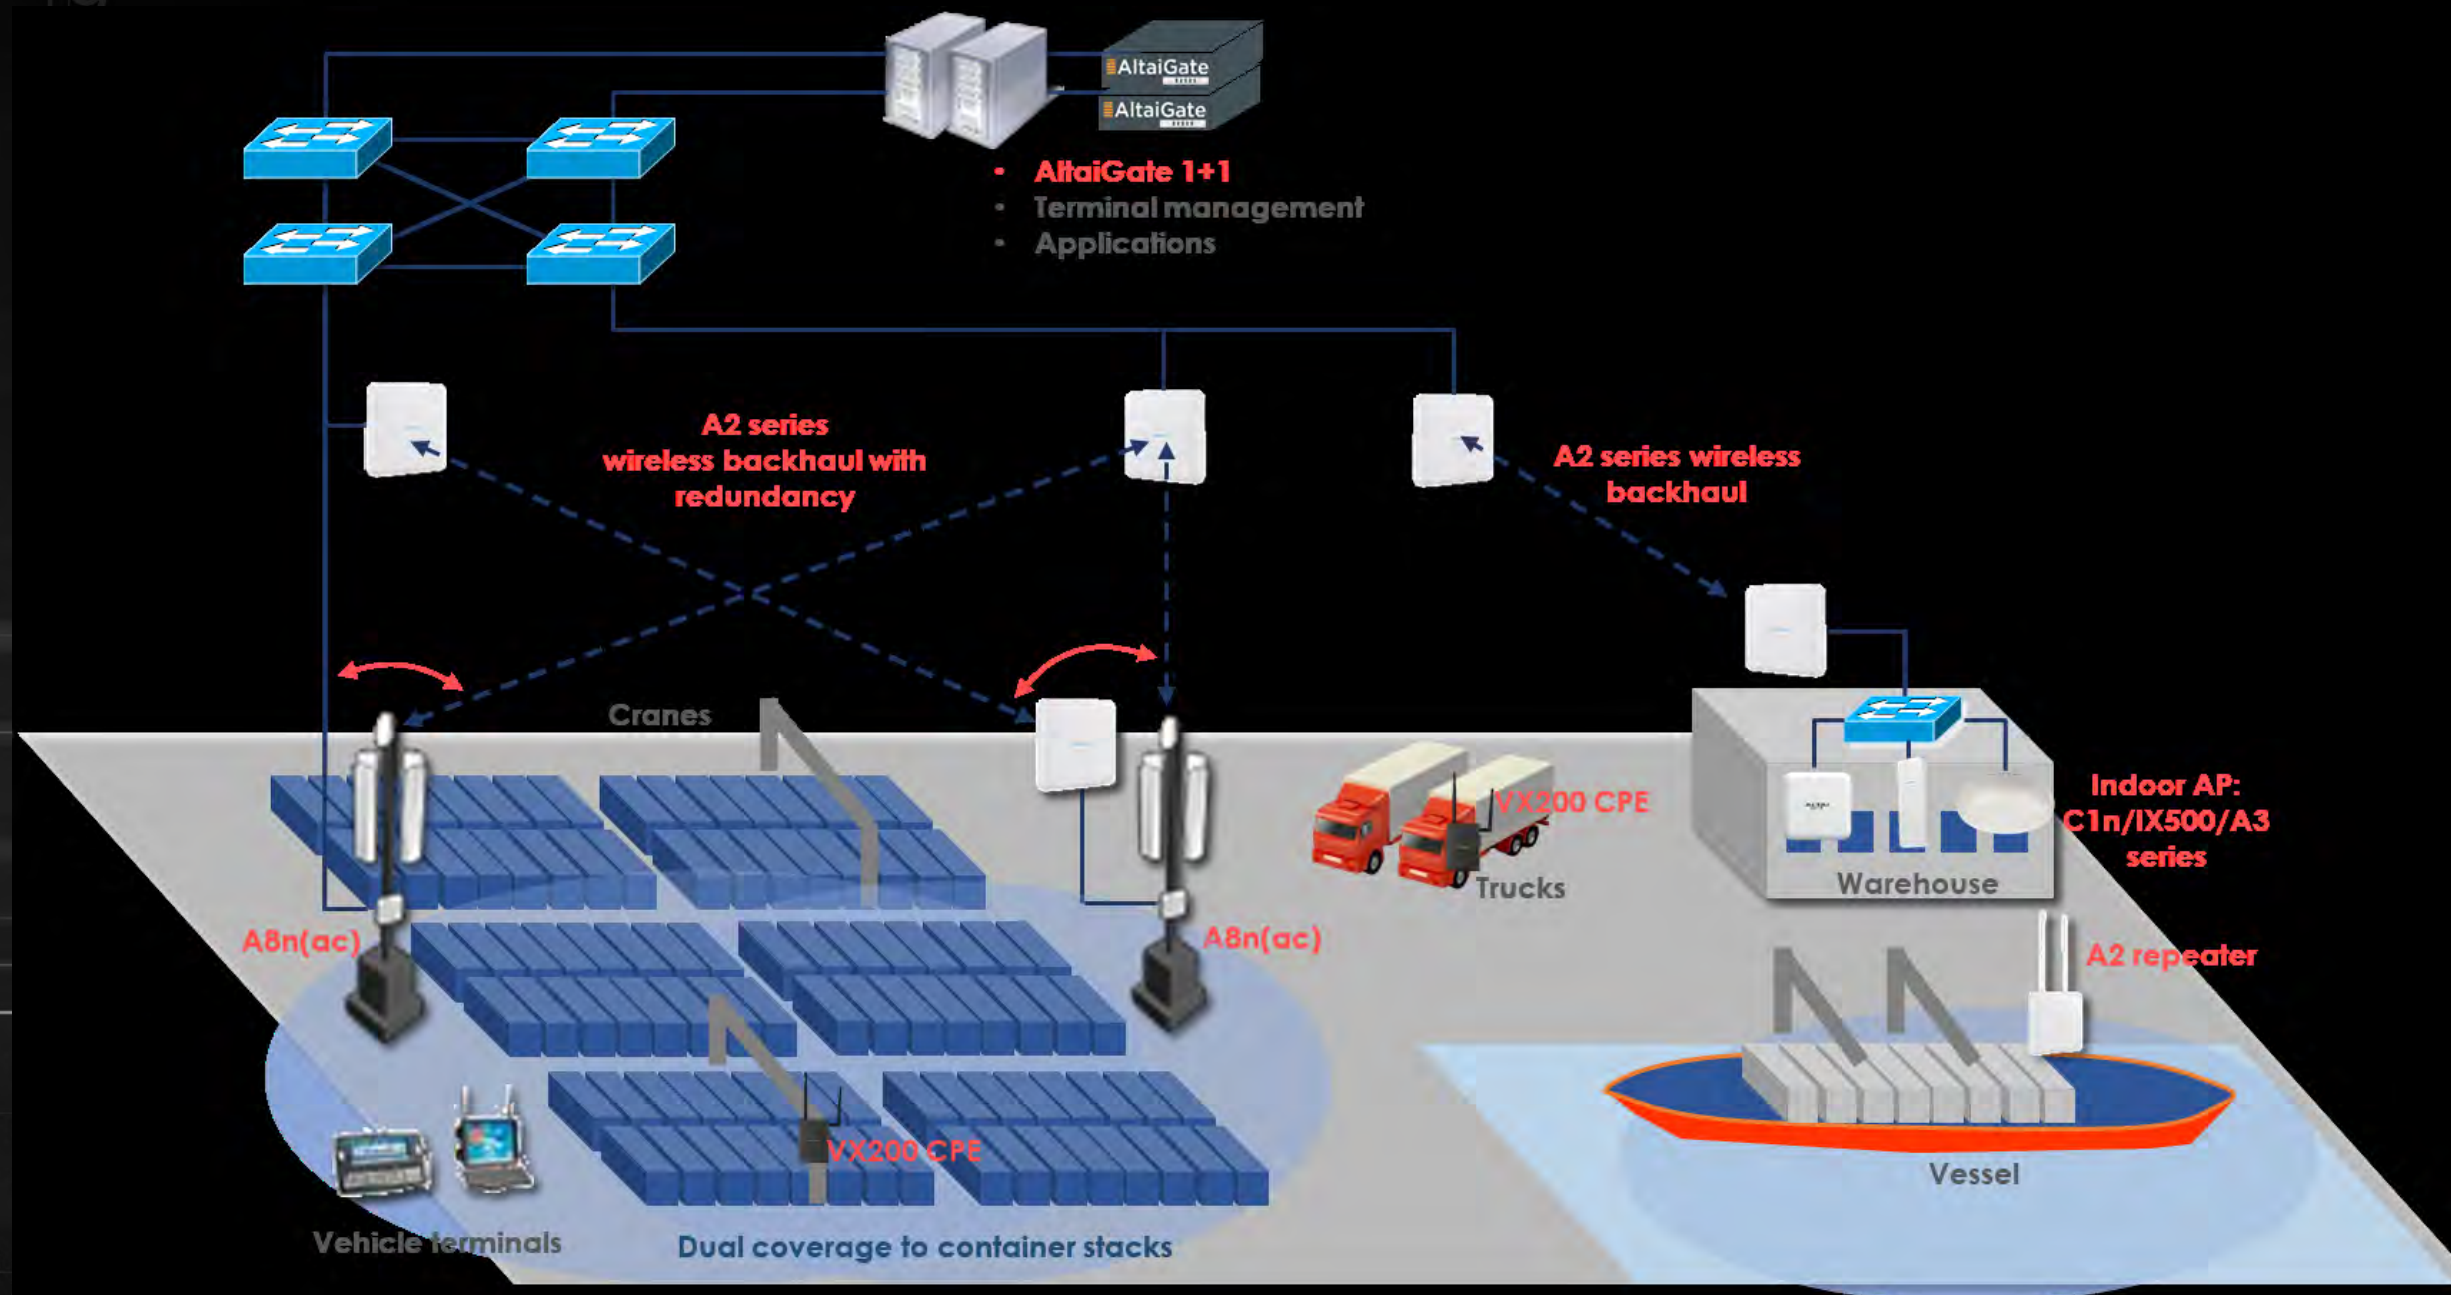 AltaiGate
AltaiGate
• AltaiGate 1+1
• Terminal management
• Applications
A2 series
wireless backhaul with
redundancy
A2 series wireless
backhaul
Cranes
VX200 CPE
Trucks
Indoor AP:
C1n/IX500/A3
series
Warehouse
A8n(ac)
A8n(ac)
A2 repeater
VX200 CPE
Vessel
Vehicle terminals
Dual coverage to container stacks